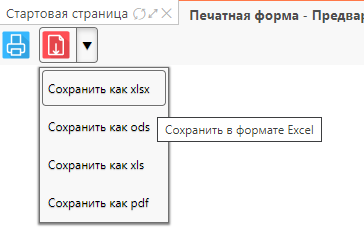 Стартовая страница
Печатная форма - Предвар
Сохранить как xlsx
Сохранить как ods
Сохранить в формате Excel
Сохранить как xls
Сохранить как pdf